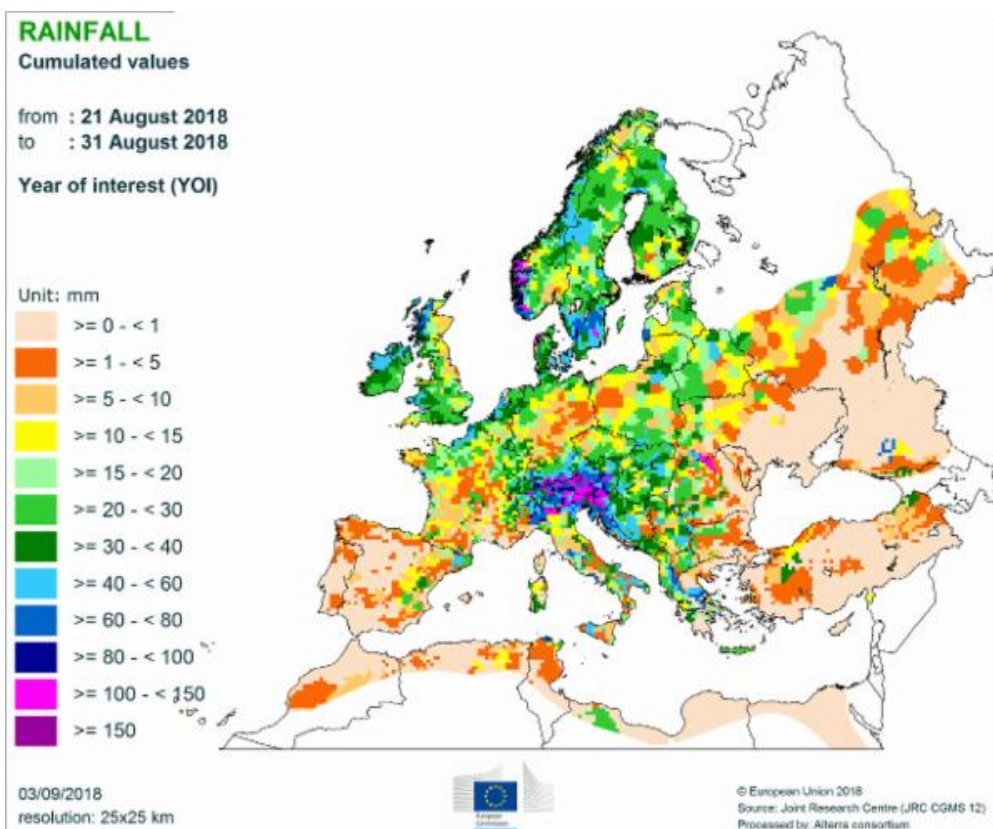 RAINFALL
Cumulated values
from : 21 August 2018
to : 31 August 2018
Year of interest (YOI)
Unit: mm
>= 0 - < 1
>= 1 - < 5
>= 5 - < 10
>= 10 - < 15
>= 15 - < 20
>= 20 - < 30
>= 30 - < 40
>= 40 - < 60
>= 60 - < 80
>= 80 - < 100
>= 100 - < 150
>= 150
03/09/2018
resolution: 25x25 km
European
Commission
© European Union 2018
Source: Joint Research Centre (JRC CGMS 12)
Processed by: Alterra consortium